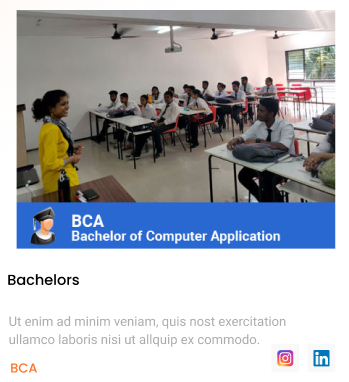 BCA
Bachelor of Computer Application
Bachelors
Ut enim ad minim veniam, quis nost exercitation
ullamco laboris nisi ut allquip ex commodo.
BCA